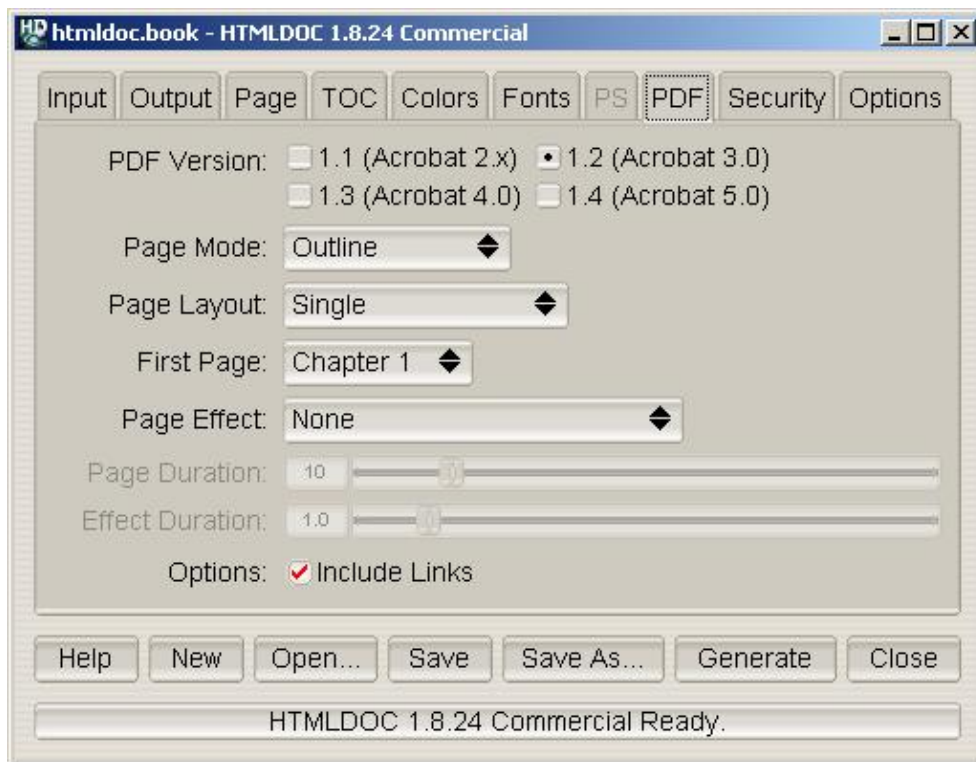 htmldoc.book - HTMLDOC 1.8.24 Commercial
Input Output Page TOC Colors Fonts PS PDF Security Options
PDF Version: 1.1 (Acrobat 2.x) 1.2 (Acrobat 3.0)
1.3 (Acrobat 4.0) 1.4 (Acrobat 5.0)
Page Mode: Outline
Page Layout: Single
First Page: Chapter 1
Page Effect: None
Page Duration: 10
Effect Duration: 1.0
Options: Include Links
Help New Open... Save Save As... Generate Close
HTMLDOC 1.8.24 Commercial Ready.